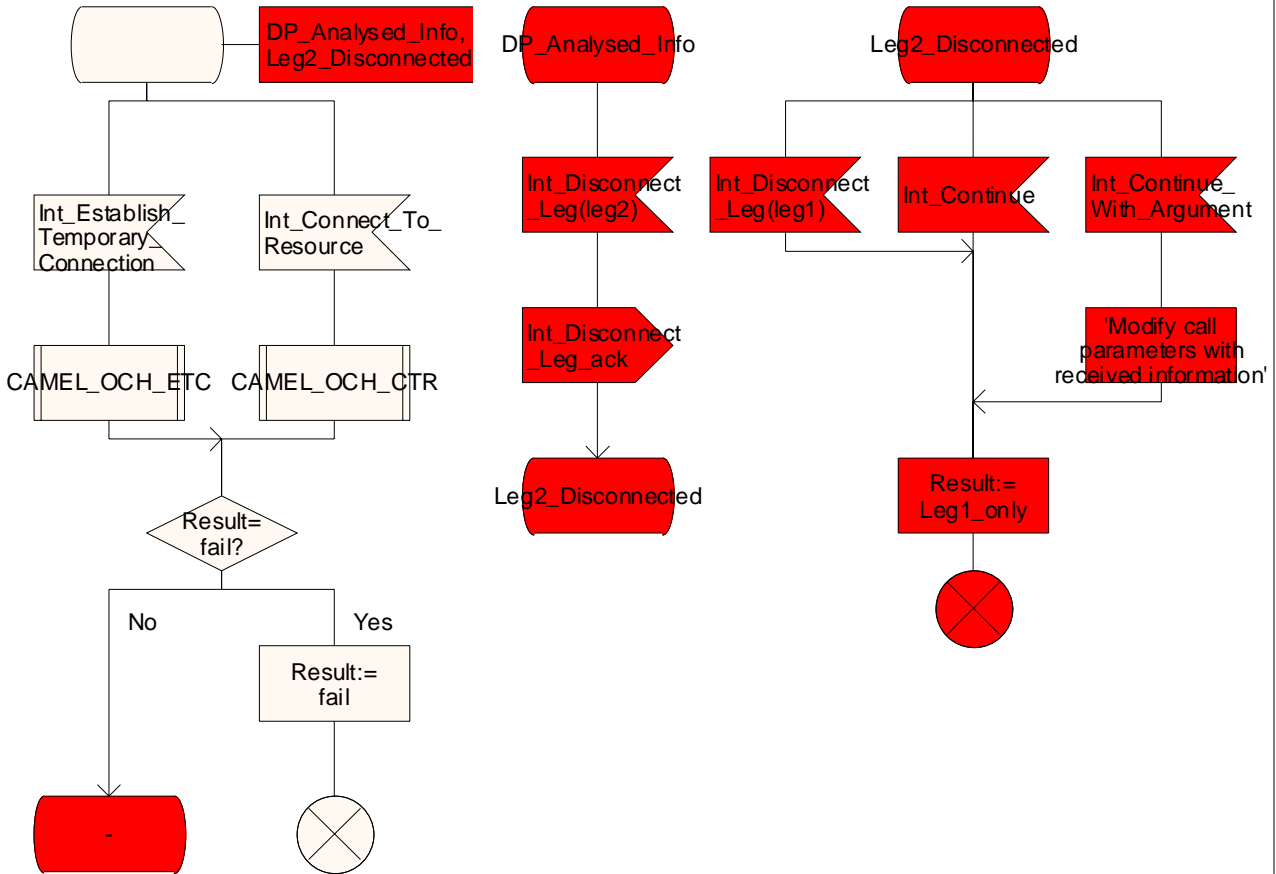 DP_Analysed_Info,
Leg2_Disconnected
DP_Analysed_Info
Leg2_Disconnected
Int_Establish_
Temporary_
Connection
Int_Connect_To_
Resource
Int_Disconnect
_Leg(leg2)
Int_Disconnect
_Leg(leg1)
Int_Continue
Int_Continue_
With_Argument
CAMEL_OCH_ETC
CAMEL_OCH_CTR
Int_Disconnect
_Leg_ack
'Modify call
parameters with
received information'
Result=
fail?
Leg2_Disconnected
Result:=
Leg1_only
No
Yes
Result:=
fail
-